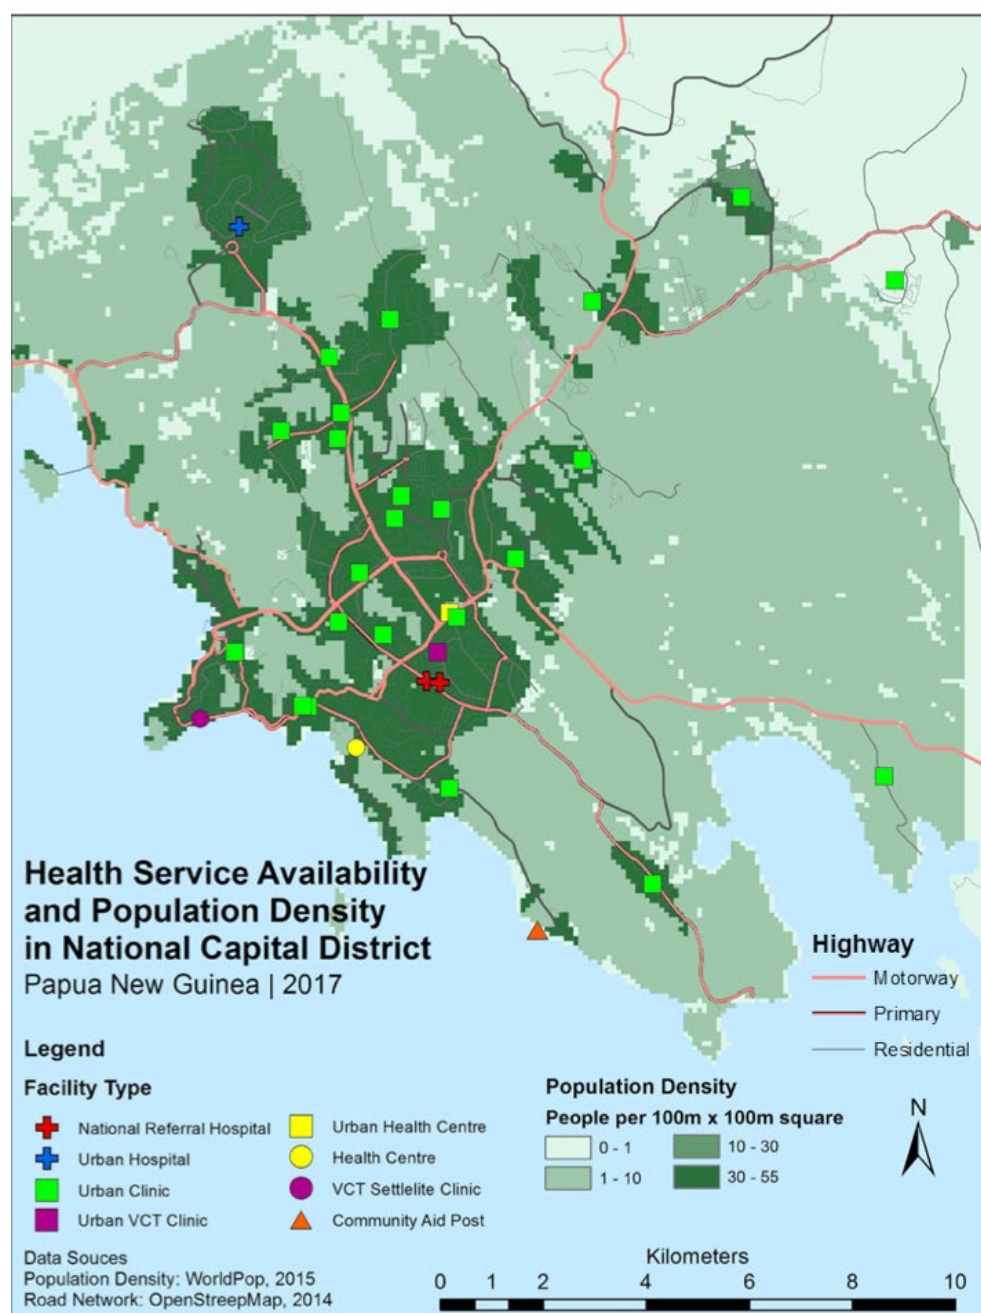 Health Service Availability
and Population Density
in National Capital District
Papua New Guinea | 2017
Legend
Facility Type
National Referral Hospital
Urban Hospital
Urban Clinic
Urban VCT Clinic
Urban Health Centre
Health Centre
VCT Settlelite Clinic
Community Aid Post
Highway
Motorway
Primary
Residential
Population Density
People per 100m x 100m square
0 - 1
1 - 10
10 - 30
30 - 55
N
Data Souces
Population Density: WorldPop, 2015
Road Network: OpenStreepMap, 2014
Kilometers
0 1 2 4 6 8 10